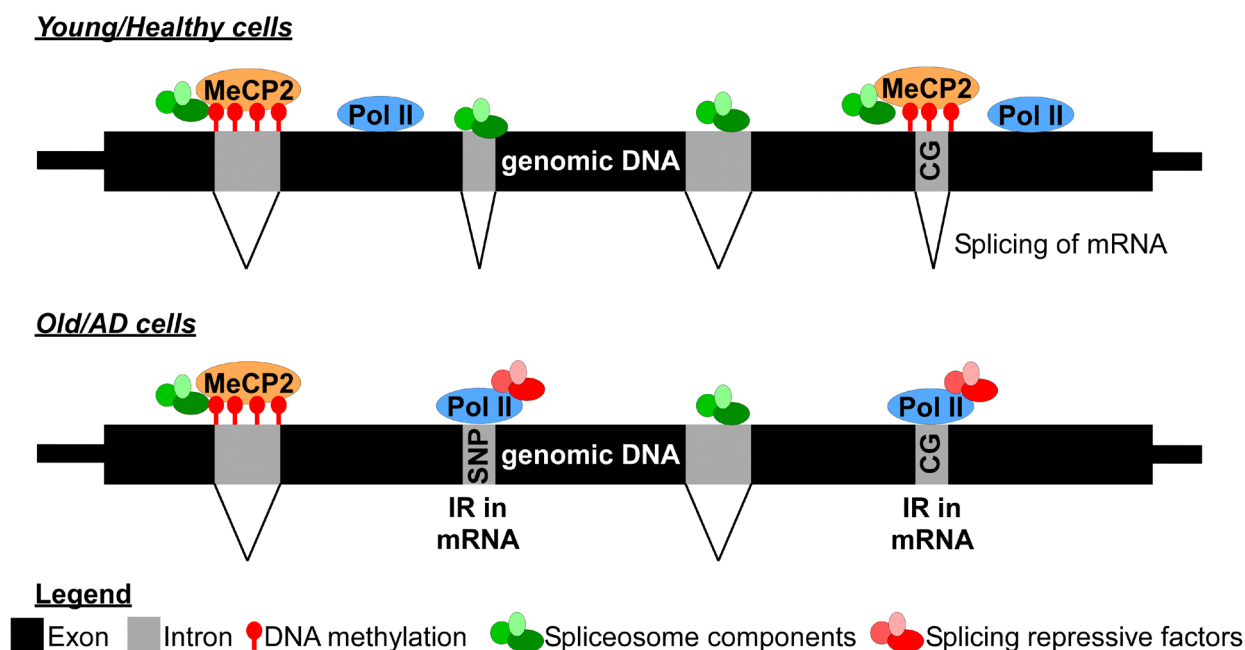 Young/Healthy cells
MeCP2
Pol II
MeCP2
Pol II
genomic DNA
CG
Splicing of mRNA
Old/AD cells
MeCP2
Pol II
Pol II
SNP
genomic DNA
CG
IR in
mRNA
IR in
mRNA
Legend
Exon Intron DNA methylation Spliceosome components Splicing repressive factors